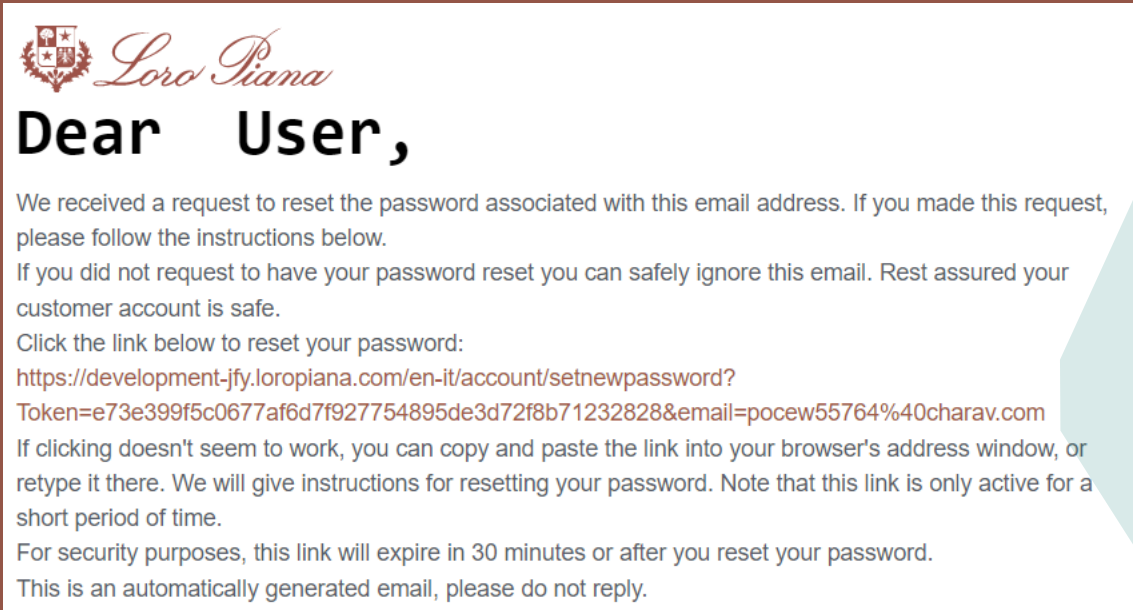 Loro Piana
Dear User,
We received a request to reset the password associated with this email address. If you made this request,
please follow the instructions below.
If you did not request to have your password reset you can safely ignore this email. Rest assured your
customer account is safe.
Click the link below to reset your password:
https://development-jfy.loropiana.com/en-it/account/setnewpassword?
Token=e73e399f5c0677af6d7f927754895de3d72f8b71232828&email=pocew55764%40charav.com
If clicking doesn't seem to work, you can copy and paste the link into your browser's address window, or
retype it there. We will give instructions for resetting your password. Note that this link is only active for a
short period of time.
For security purposes, this link will expire in 30 minutes or after you reset your password.
This is an automatically generated email, please do not reply.